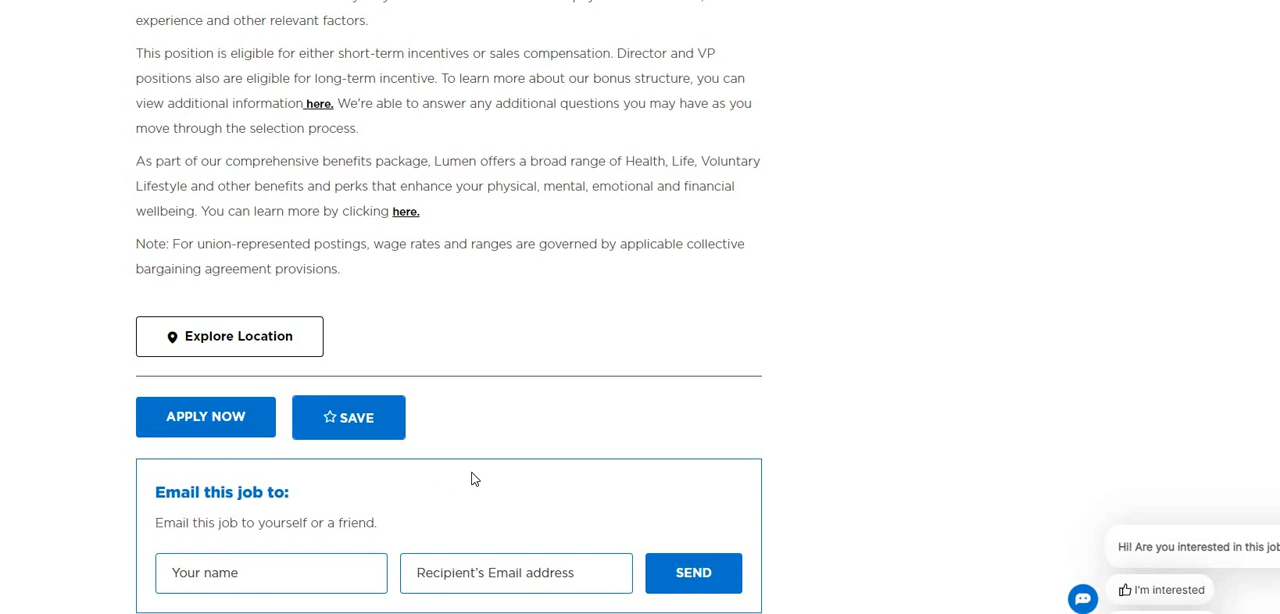 experience and other relevant factors.
This position is eligible for either short-term incentives or sales compensation. Director and VP
positions also are eligible for long-term incentive. To learn more about our bonus structure, you can
view additional information here. We're able to answer any additional questions you may have as you
move through the selection process.
As part of our comprehensive benefits package, Lumen offers a broad range of Health, Life, Voluntary
Lifestyle and other benefits and perks that enhance your physical, mental, emotional and financial
wellbeing. You can learn more by clicking here.
Note: For union-represented postings, wage rates and ranges are governed by applicable collective
bargaining agreement provisions.
Explore Location
APPLY NOW
SAVE
Email this job to:
Email this job to yourself or a friend.
Your name
Recipient's Email address
SEND
Hi! Are you interested in this job
I'm interested